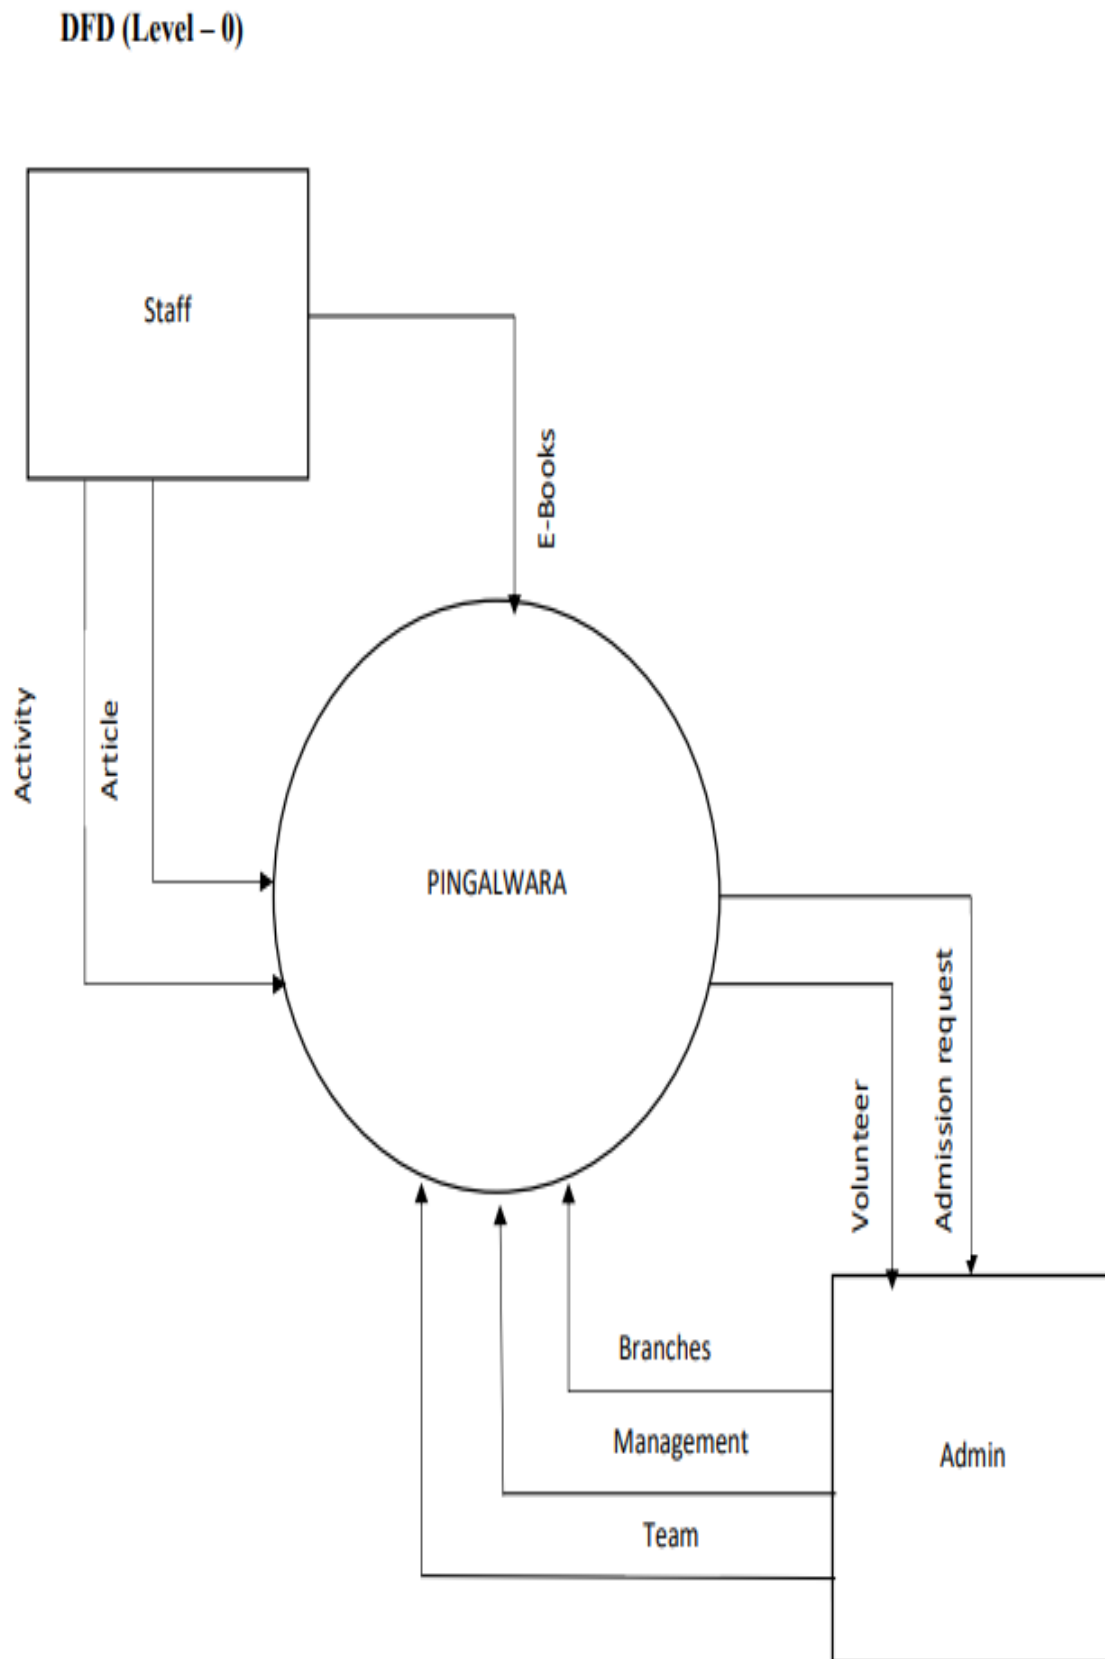 DFD (Level – 0)
Staff
E-Books
Activity
Article
PINGALWARA
Volunteer
Admission request
Branches
Management
Admin
Team